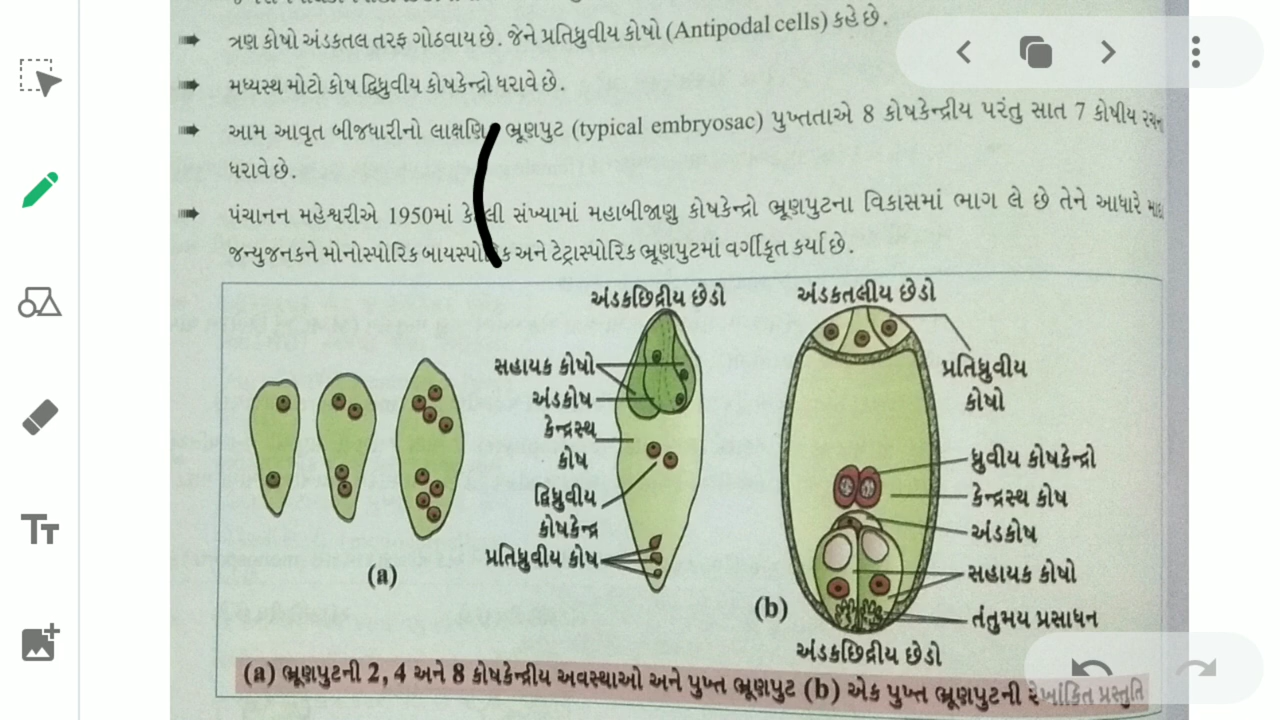 ત્રણ કોષો અંડકતલ તરફ ગોઠવાય છે. જેને પ્રતિધ્રુવીય કોષો (Antipodal cells) કહે છે.
મધ્યસ્થ મોટો કોષ દ્વિધ્રુવીય કોષકેન્દ્રો ધરાવે છે.
આમ આવૃત બીજધારીનો ભ્રૂણપુટ (typical embryosac) પુખ્તતાએ 8 કોષકેન્દ્રીય પરંતુ સાત 7 કોષીય રચના
ધરાવે છે.
પંચાનન મહેશ્વરીએ 1950માં સંખ્યામાં મહાબીજાણુ કોષકેન્દ્રો ભ્રૂણપુટના વિકાસમાં ભાગ લે છે તેને આધારે
જન્યુજનકને મોનોસ્પોરિક અને ટેટ્રાસ્પોરિક ભ્રૂણપુટમાં વર્ગીકૃત કર્યા છે.
અંડકછિદ્રીય છેડો
અંડકતલીય છેડો
સહાયક કોષો
અંડકોષ
કેન્દ્રસ્થ
કોષ
દ્વિધ્રુવીય
કોષકેન્દ્ર
પ્રતિધ્રુવીય કોષ
(a)
પ્રતિધ્રુવીય
કોષો
ધ્રુવીય કોષકેન્દ્રો
કેન્દ્રસ્થ કોષ
અંડકોષ
સહાયક કોષો
તંતુમય પ્રસાધન
(b)
અંડકછિદ્રીય છેડો
(a) ભ્રૂણપુટની 2, 4 અને 8 કોષકેન્દ્રીય અવસ્થાઓ અને પુખ્ત ભ્રૂણપુટ (b) એક પુખ્ત ભ્રૂણપુટની રેખાંકિત પ્રસ્તુતિ
TT